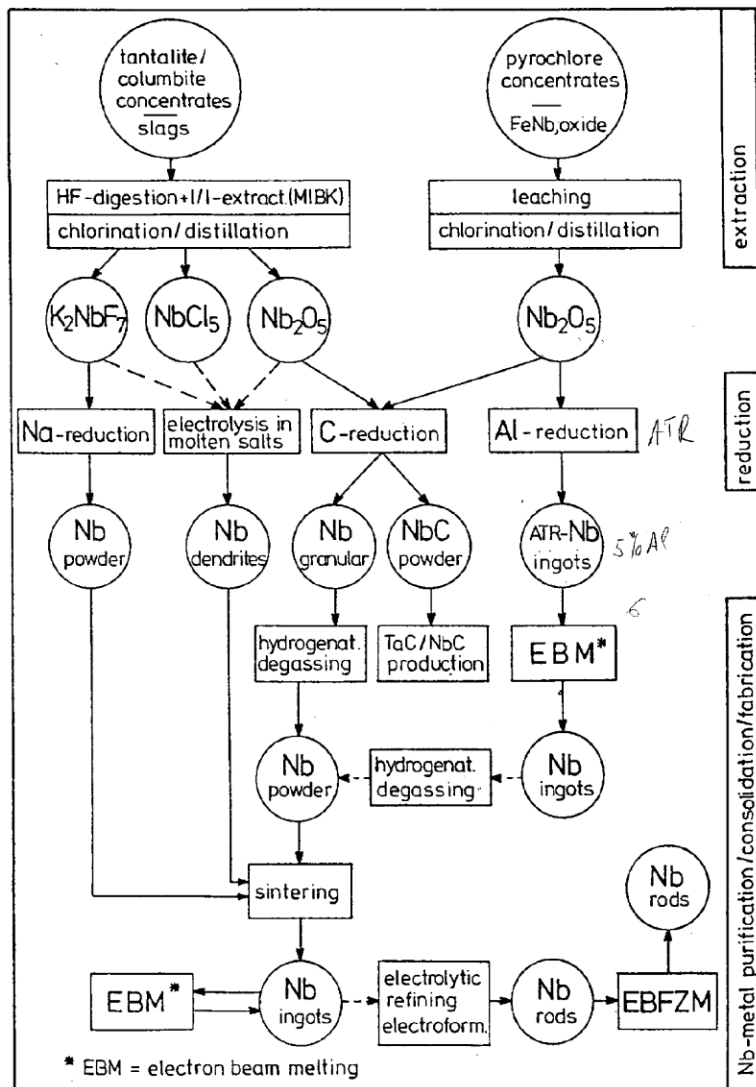 tantalite/
columbite
concentrates
slags
pyrochlore
concentrates
FeNb,oxide
extraction
HF-digestion+l/l-extract.(MIBK)
chlorination/distillation
leaching
chlorination/distillation
K₂NbF₇
NbCl₅
Nb₂O₅
Nb₂O₅
reduction
Na-reduction
electrolysis in
molten salts
C-reduction
Al-reduction
ATR
Nb
powder
Nb
dendrites
Nb
granular
NbC
powder
ATR-Nb
ingots
5% Al
6
hydrogenat.
degassing
TaC/NbC
production
EBM*
Nb
powder
hydrogenat.
degassing
Nb
ingots
Nb-metal purification/consolidation/fabrication
sintering
Nb
rods
EBM*
Nb
ingots
electrolytic
refining
electroform.
Nb
rods
EBFZM
* EBM = electron beam melting